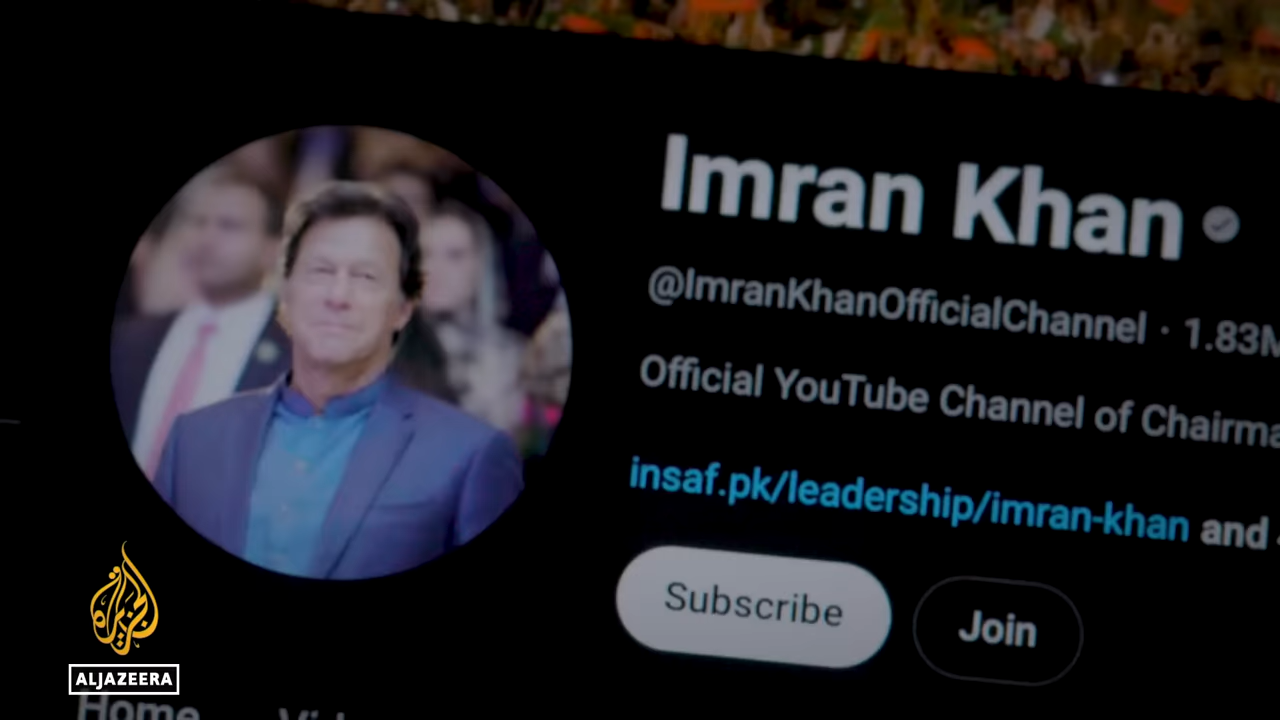 Imran Khan
@ImranKhanOfficialChannel · 1.83M
Official YouTube Channel of Chairma
insaf.pk/leadership/imran-khan and
Subscribe
Join
الجزيرة
ALJAZEERA
Home